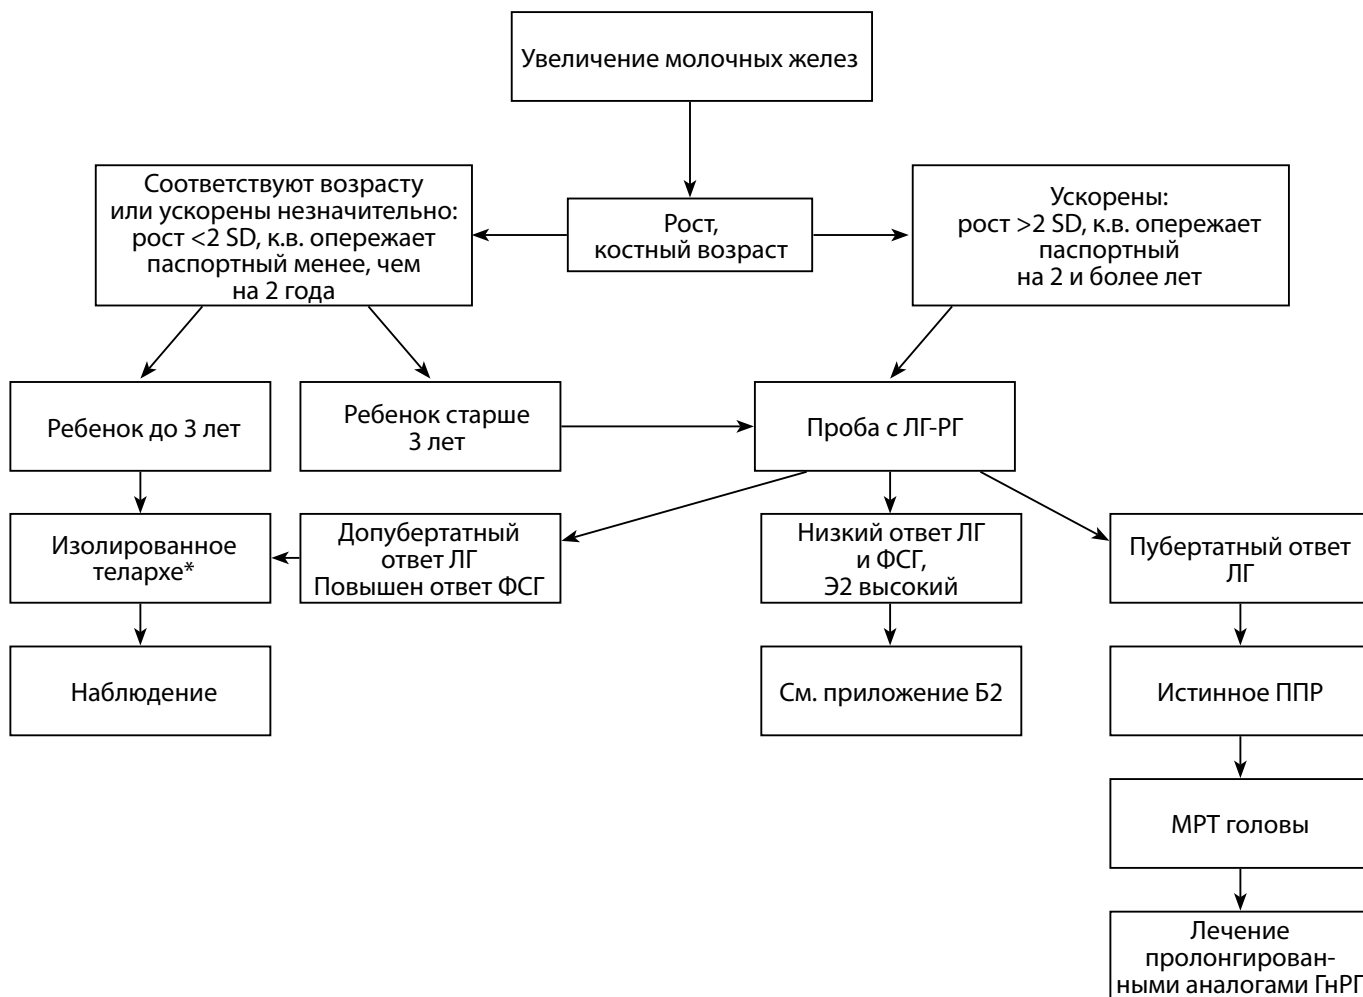 Увеличение молочных желез
Соответствуют возрасту
или ускорены незначительно:
рост <2 SD, к.в. опережает
паспортный менее, чем
на 2 года
Рост,
костный возраст
Ускорены:
рост >2 SD, к.в. опережает
паспортный
на 2 и более лет
Ребенок до 3 лет
Ребенок старше
3 лет
Проба с ЛГ-РГ
Изолированное
телархе*
Допубертатный
ответ ЛГ
Повышен ответ ФСГ
Низкий ответ ЛГ
и ФСГ,
Э2 высокий
Пубертатный ответ
ЛГ
Наблюдение
См. приложение Б2
Истинное ППР
МРТ головы
Лечение
пролонгирован-
ными аналогами ГнРГ